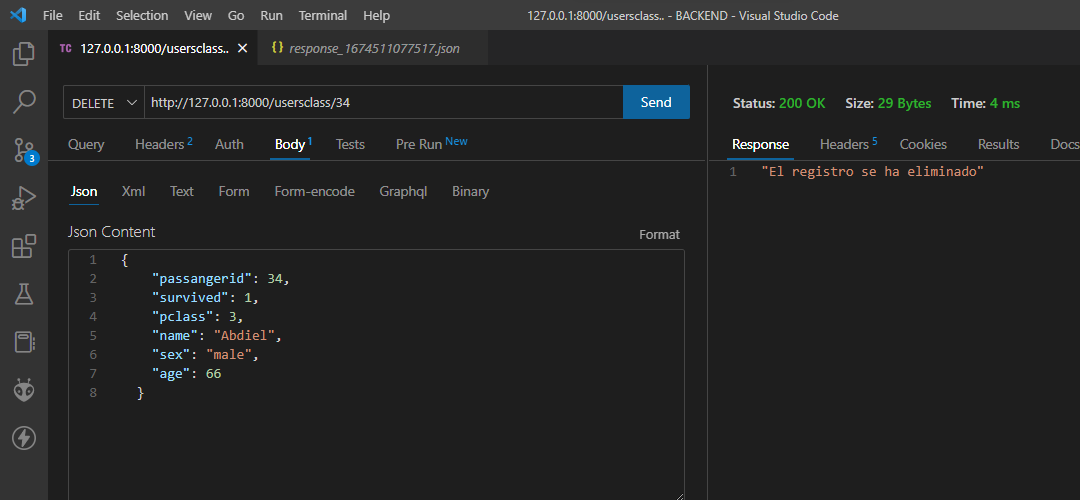 File Edit Selection View Go Run Terminal Help 127.0.0.1:8000/usersclass.. - BACKEND - Visual Studio Code
TC 127.0.0.1:8000/usersclass.. × {} response_1674511077517.json
DELETE http://127.0.0.1:8000/usersclass/34 Send
Status: 200 OK Size: 29 Bytes Time: 4 ms
Query Headers 2 Auth Body 1 Tests Pre Run New
Response Headers 5 Cookies Results Docs
1 "El registro se ha eliminado"
3
Json Xml Text Form Form-encode Graphql Binary
Json Content
Format
1 {
2 "passangerid": 34,
3 "survived": 1,
4 "pclass": 3,
5 "name": "Abdiel",
6 "sex": "male",
7 "age": 66
8 }